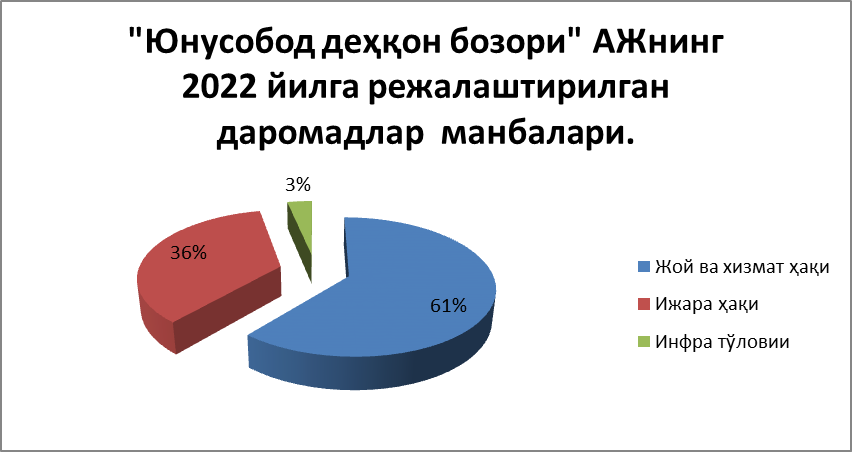 "Юнусобод деҳқон бозори" АЖнинг
2022 йилга режалаштирилган
даромадлар манбалари.
3%
36%
61%
Жой ва хизмат ҳақи
Ижара ҳақи
Инфра тўловии